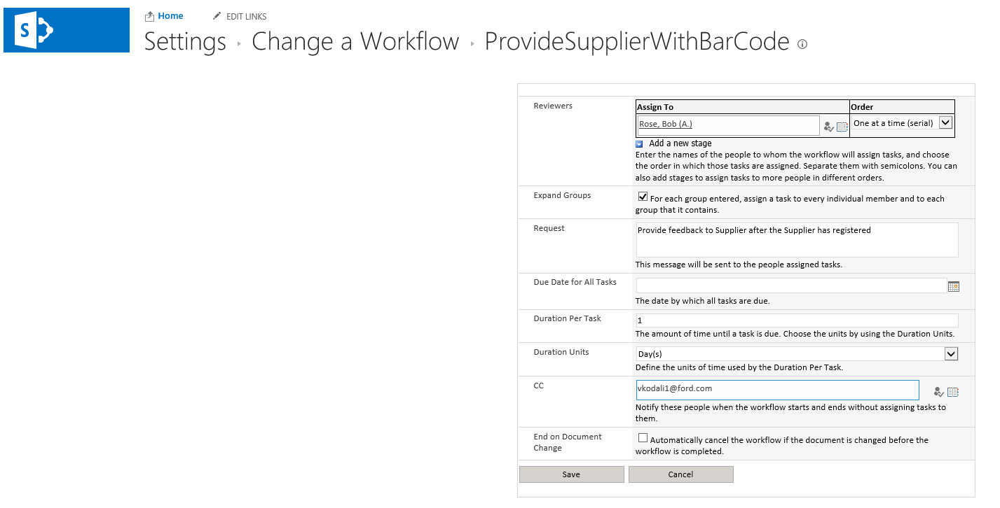 S
Home
EDIT LINKS
Settings
Change a Workflow
ProvideSupplierWithBarCode
Reviewers
Assign To
Order
Rose, Bob (A.)
One at a time (serial)
Add a new stage
Enter the names of the people to whom the workflow will assign tasks, and choose
the order in which those tasks are assigned. Separate them with semicolons. You can
also add stages to assign tasks to more people in different orders.
Expand Groups
For each group entered, assign a task to every individual member and to each
group that it contains.
Request
Provide feedback to Supplier after the Supplier has registered
This message will be sent to the people assigned tasks.
Due Date for All Tasks
The date by which all tasks are due.
Duration Per Task
1
The amount of time until a task is due. Choose the units by using the Duration Units.
Duration Units
Day(s)
Define the units of time used by the Duration Per Task.
CC
vkodali1@ford.com
Notify these people when the workflow starts and ends without assigning tasks to
them.
End on Document
Change
Automatically cancel the workflow if the document is changed before the
workflow is completed.
Save
Cancel